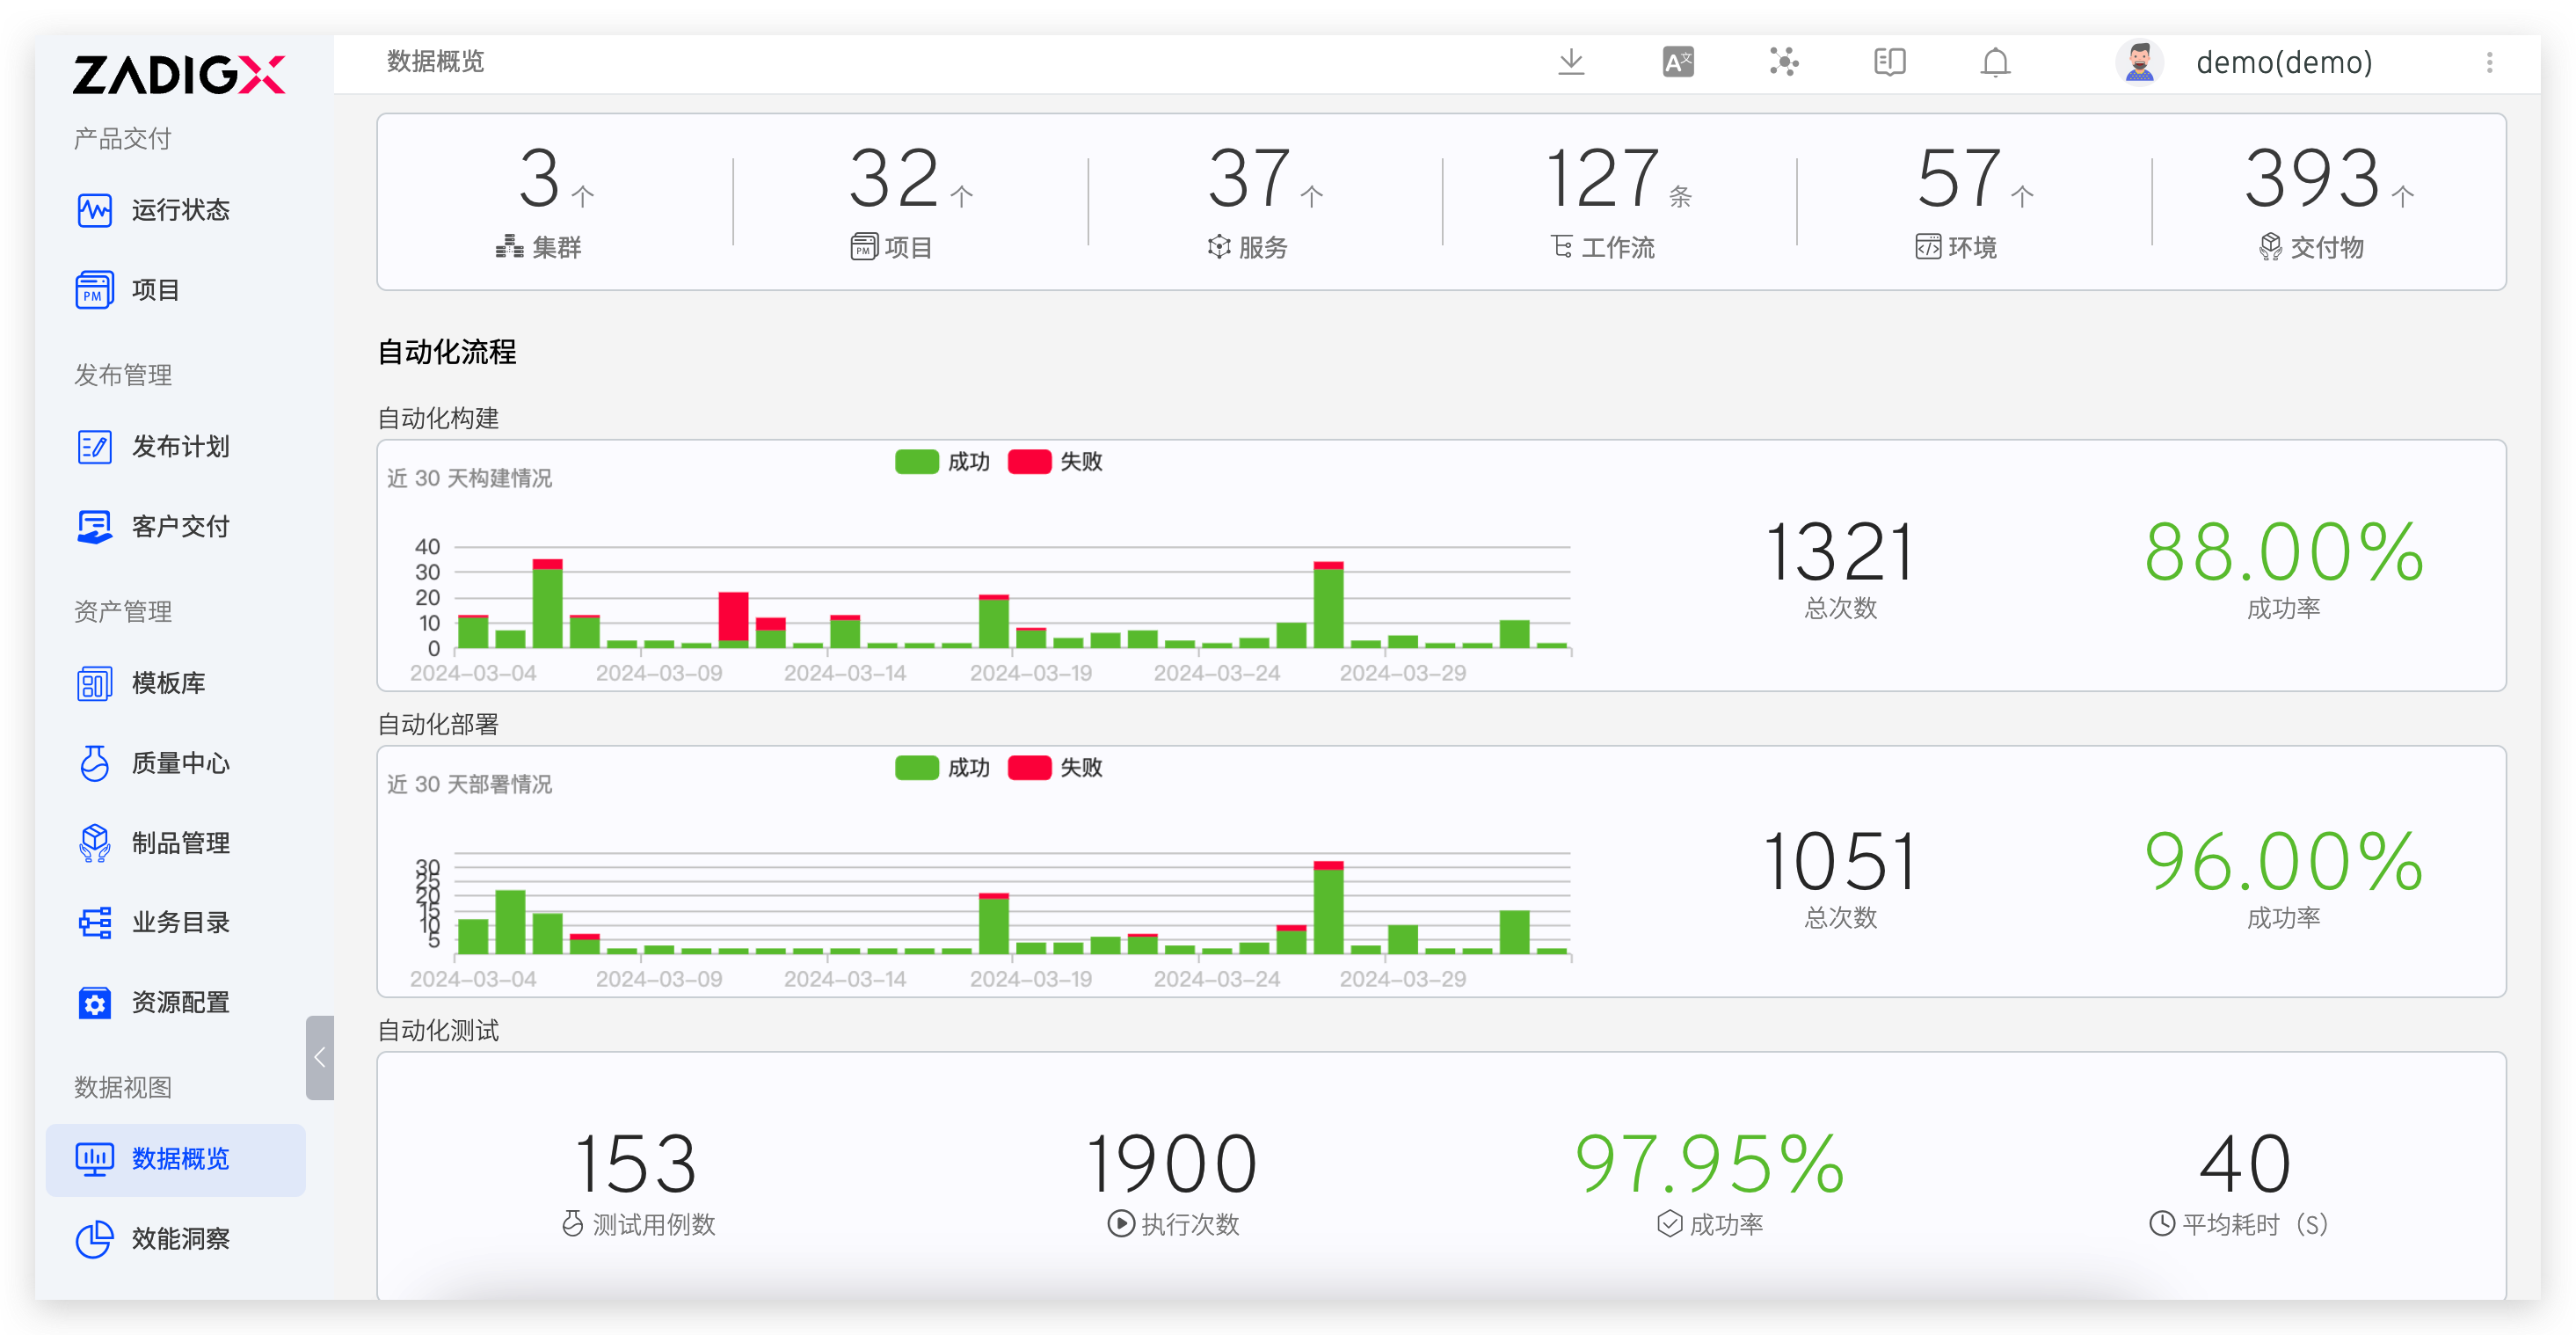 ZADIGX
产品交付
运行状态
项目
发布管理
发布计划
客户交付
资产管理
模板库
质量中心
制品管理
业务目录
资源配置
数据视图
数据概览
效能洞察
数据概览
demo(demo)
3 个
集群
32 个
项目
37 个
服务
127 条
工作流
57 个
环境
393 个
交付物
自动化流程
自动化构建
近 30 天构建情况
成功 失败
40
30
20
10
0
2024-03-04 2024-03-09 2024-03-14 2024-03-19 2024-03-24 2024-03-29
1321
总次数
88.00%
成功率
自动化部署
近 30 天部署情况
成功 失败
30
25
20
15
10
5
2024-03-04 2024-03-09 2024-03-14 2024-03-19 2024-03-24 2024-03-29
1051
总次数
96.00%
成功率
自动化测试
153
测试用例数
1900
执行次数
97.95%
成功率
40
平均耗时（S）